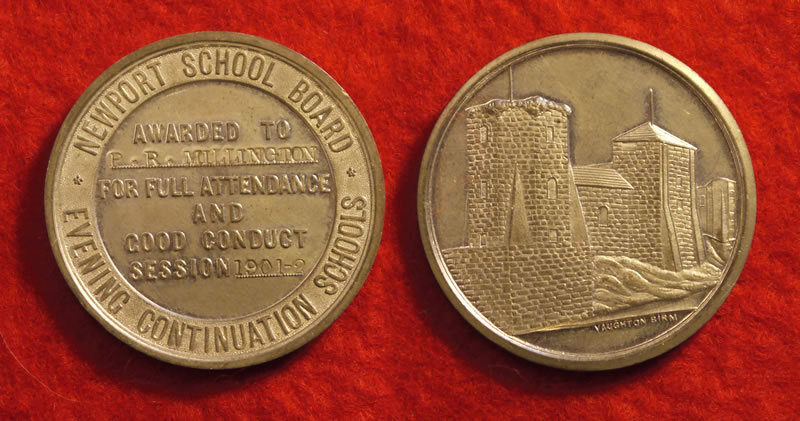 NEWPORT SCHOOL BOARD
AWARDED TO
P. R. MILLINGTON
FOR FULL ATTENDANCE
AND
GOOD CONDUCT
SESSION 1901-2
EVENING CONTINUATION SCHOOLS
VAUGHTON BIRM